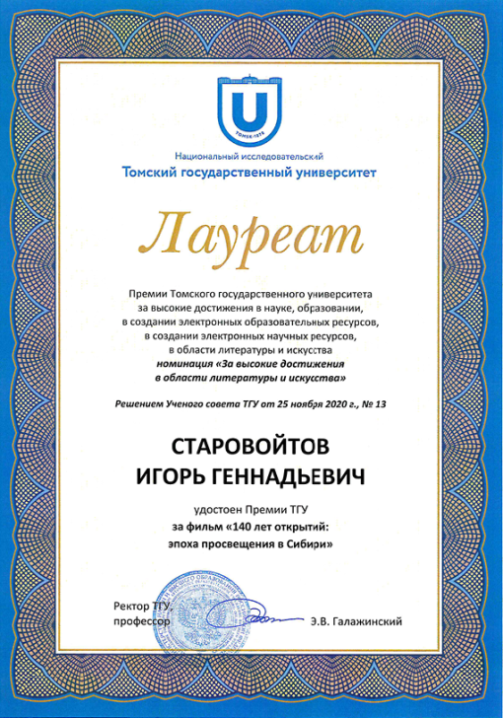 ТОМСК·1878
Национальный исследовательский
Томский государственный университет
Лауреат
Премии Томского государственного университета
за высокие достижения в науке, образовании,
в создании электронных образовательных ресурсов,
в создании электронных научных ресурсов,
в области литературы и искусства
номинация «За высокие достижения
в области литературы и искусства»
Решением Ученого совета ТГУ от 25 ноября 2020 г., № 13
СТАРОВОЙТОВ
ИГОРЬ ГЕННАДЬЕВИЧ
удостоен Премии ТГУ
за фильм «140 лет открытий:
эпоха просвещения в Сибири»
Ректор ТГУ,
профессор
Э.В. Галажинский